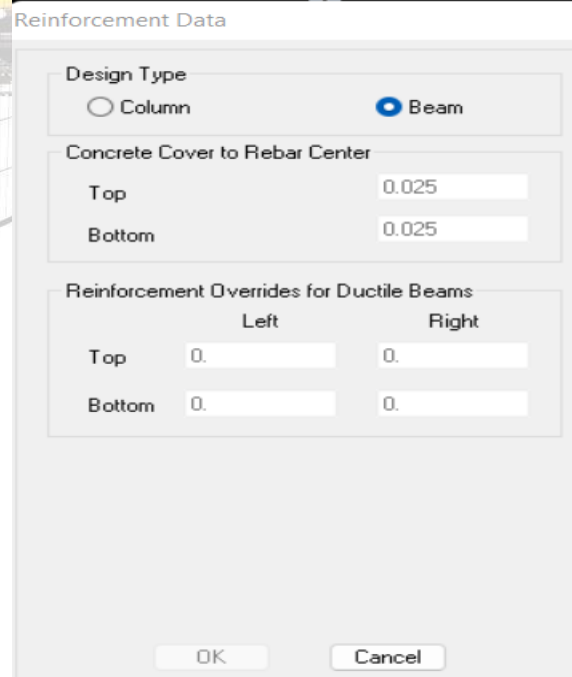 Reinforcement Data
Design Type
Column Beam
Concrete Cover to Rebar Center
Top 0.025
Bottom 0.025
Reinforcement Overrides for Ductile Beams
Left Right
Top 0. 0.
Bottom 0. 0.
OK Cancel